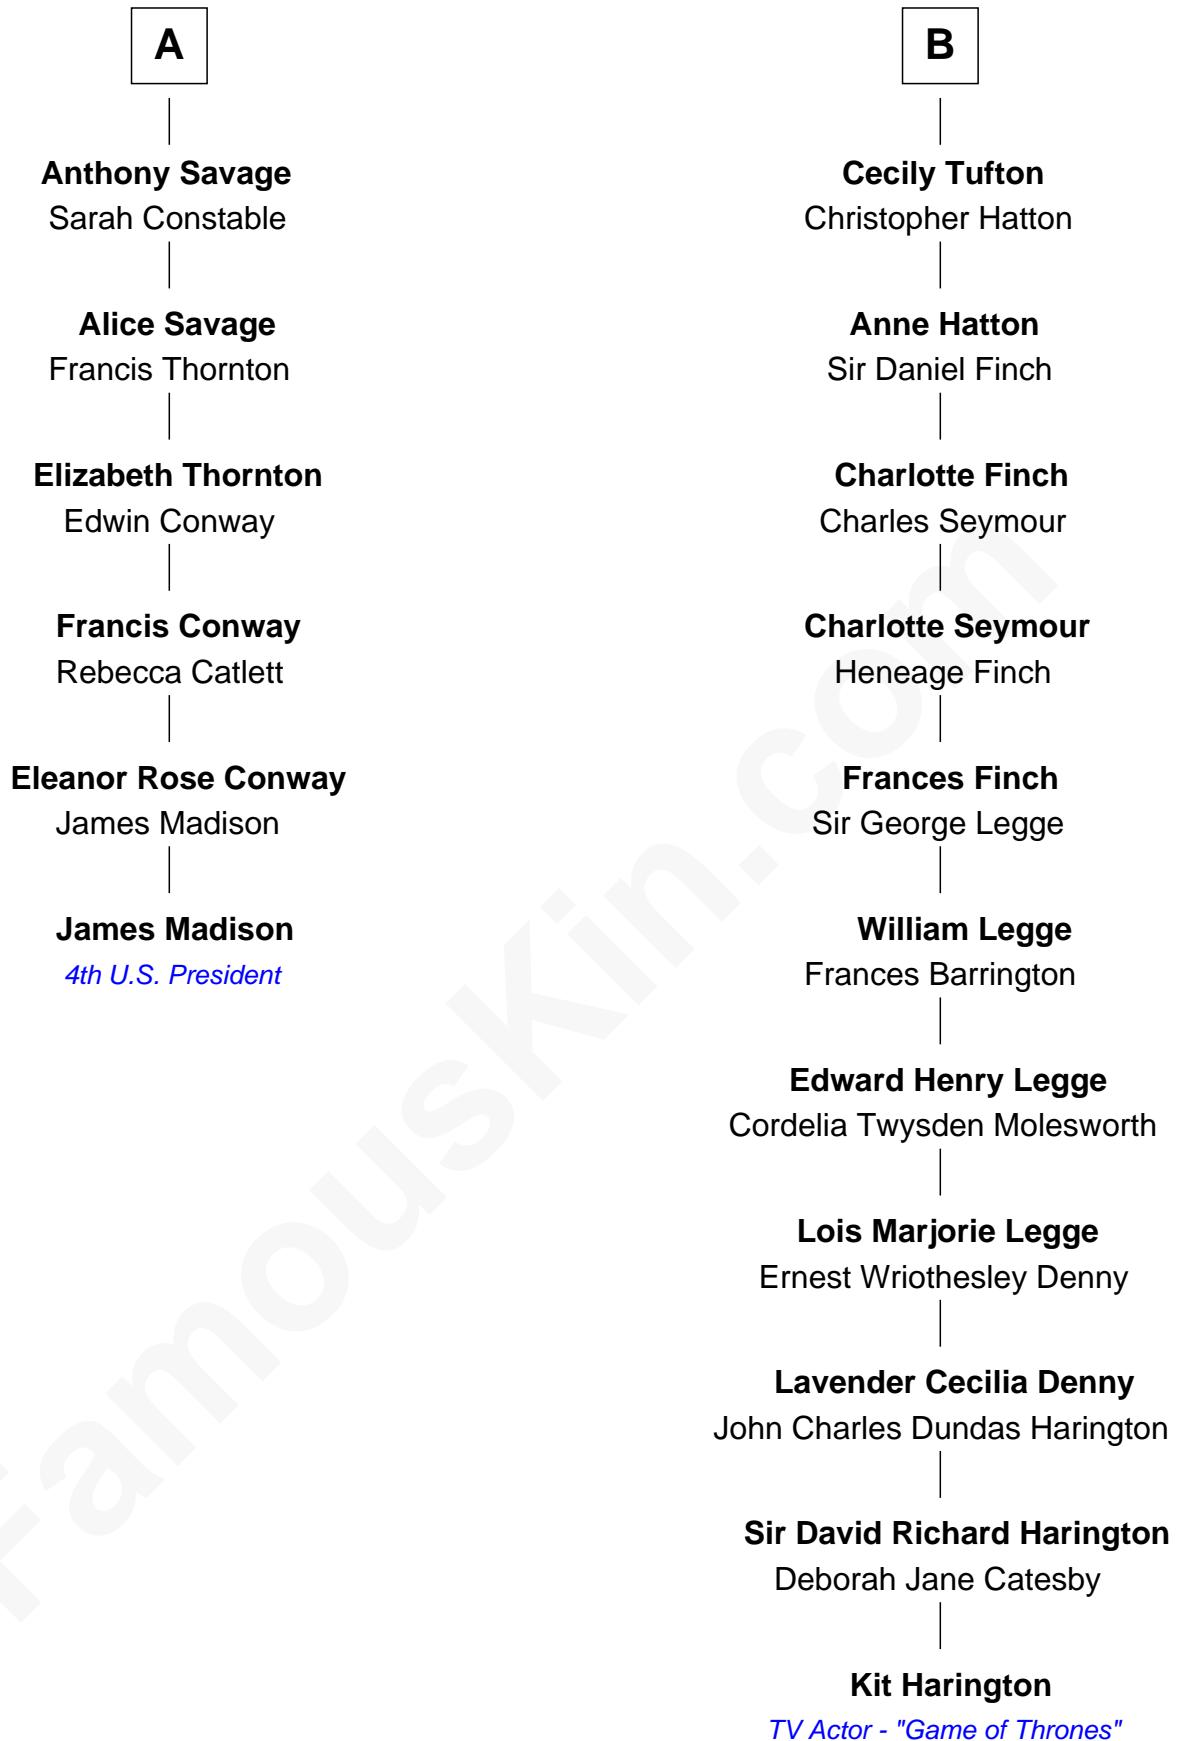 A
Anthony Savage
Sarah Constable
Alice Savage
Francis Thornton
Elizabeth Thornton
Edwin Conway
Francis Conway
Rebecca Catlett
Eleanor Rose Conway
James Madison
James Madison
4th U.S. President
B
Cecily Tufton
Christopher Hatton
Anne Hatton
Sir Daniel Finch
Charlotte Finch
Charles Seymour
Charlotte Seymour
Heneage Finch
Frances Finch
Sir George Legge
William Legge
Frances Barrington
Edward Henry Legge
Cordelia Twysden Molesworth
Lois Marjorie Legge
Ernest Wriothesley Denny
Lavender Cecilia Denny
John Charles Dundas Harington
Sir David Richard Harington
Deborah Jane Catesby
Kit Harington
TV Actor - "Game of Thrones"
FamousKin.com